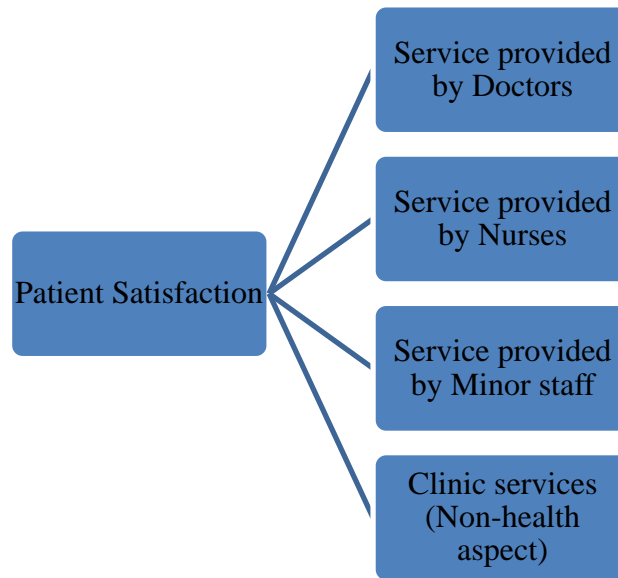 Service provided
by Doctors
Service provided
by Nurses
Patient Satisfaction
Service provided
by Minor staff
Clinic services
(Non-health
aspect)